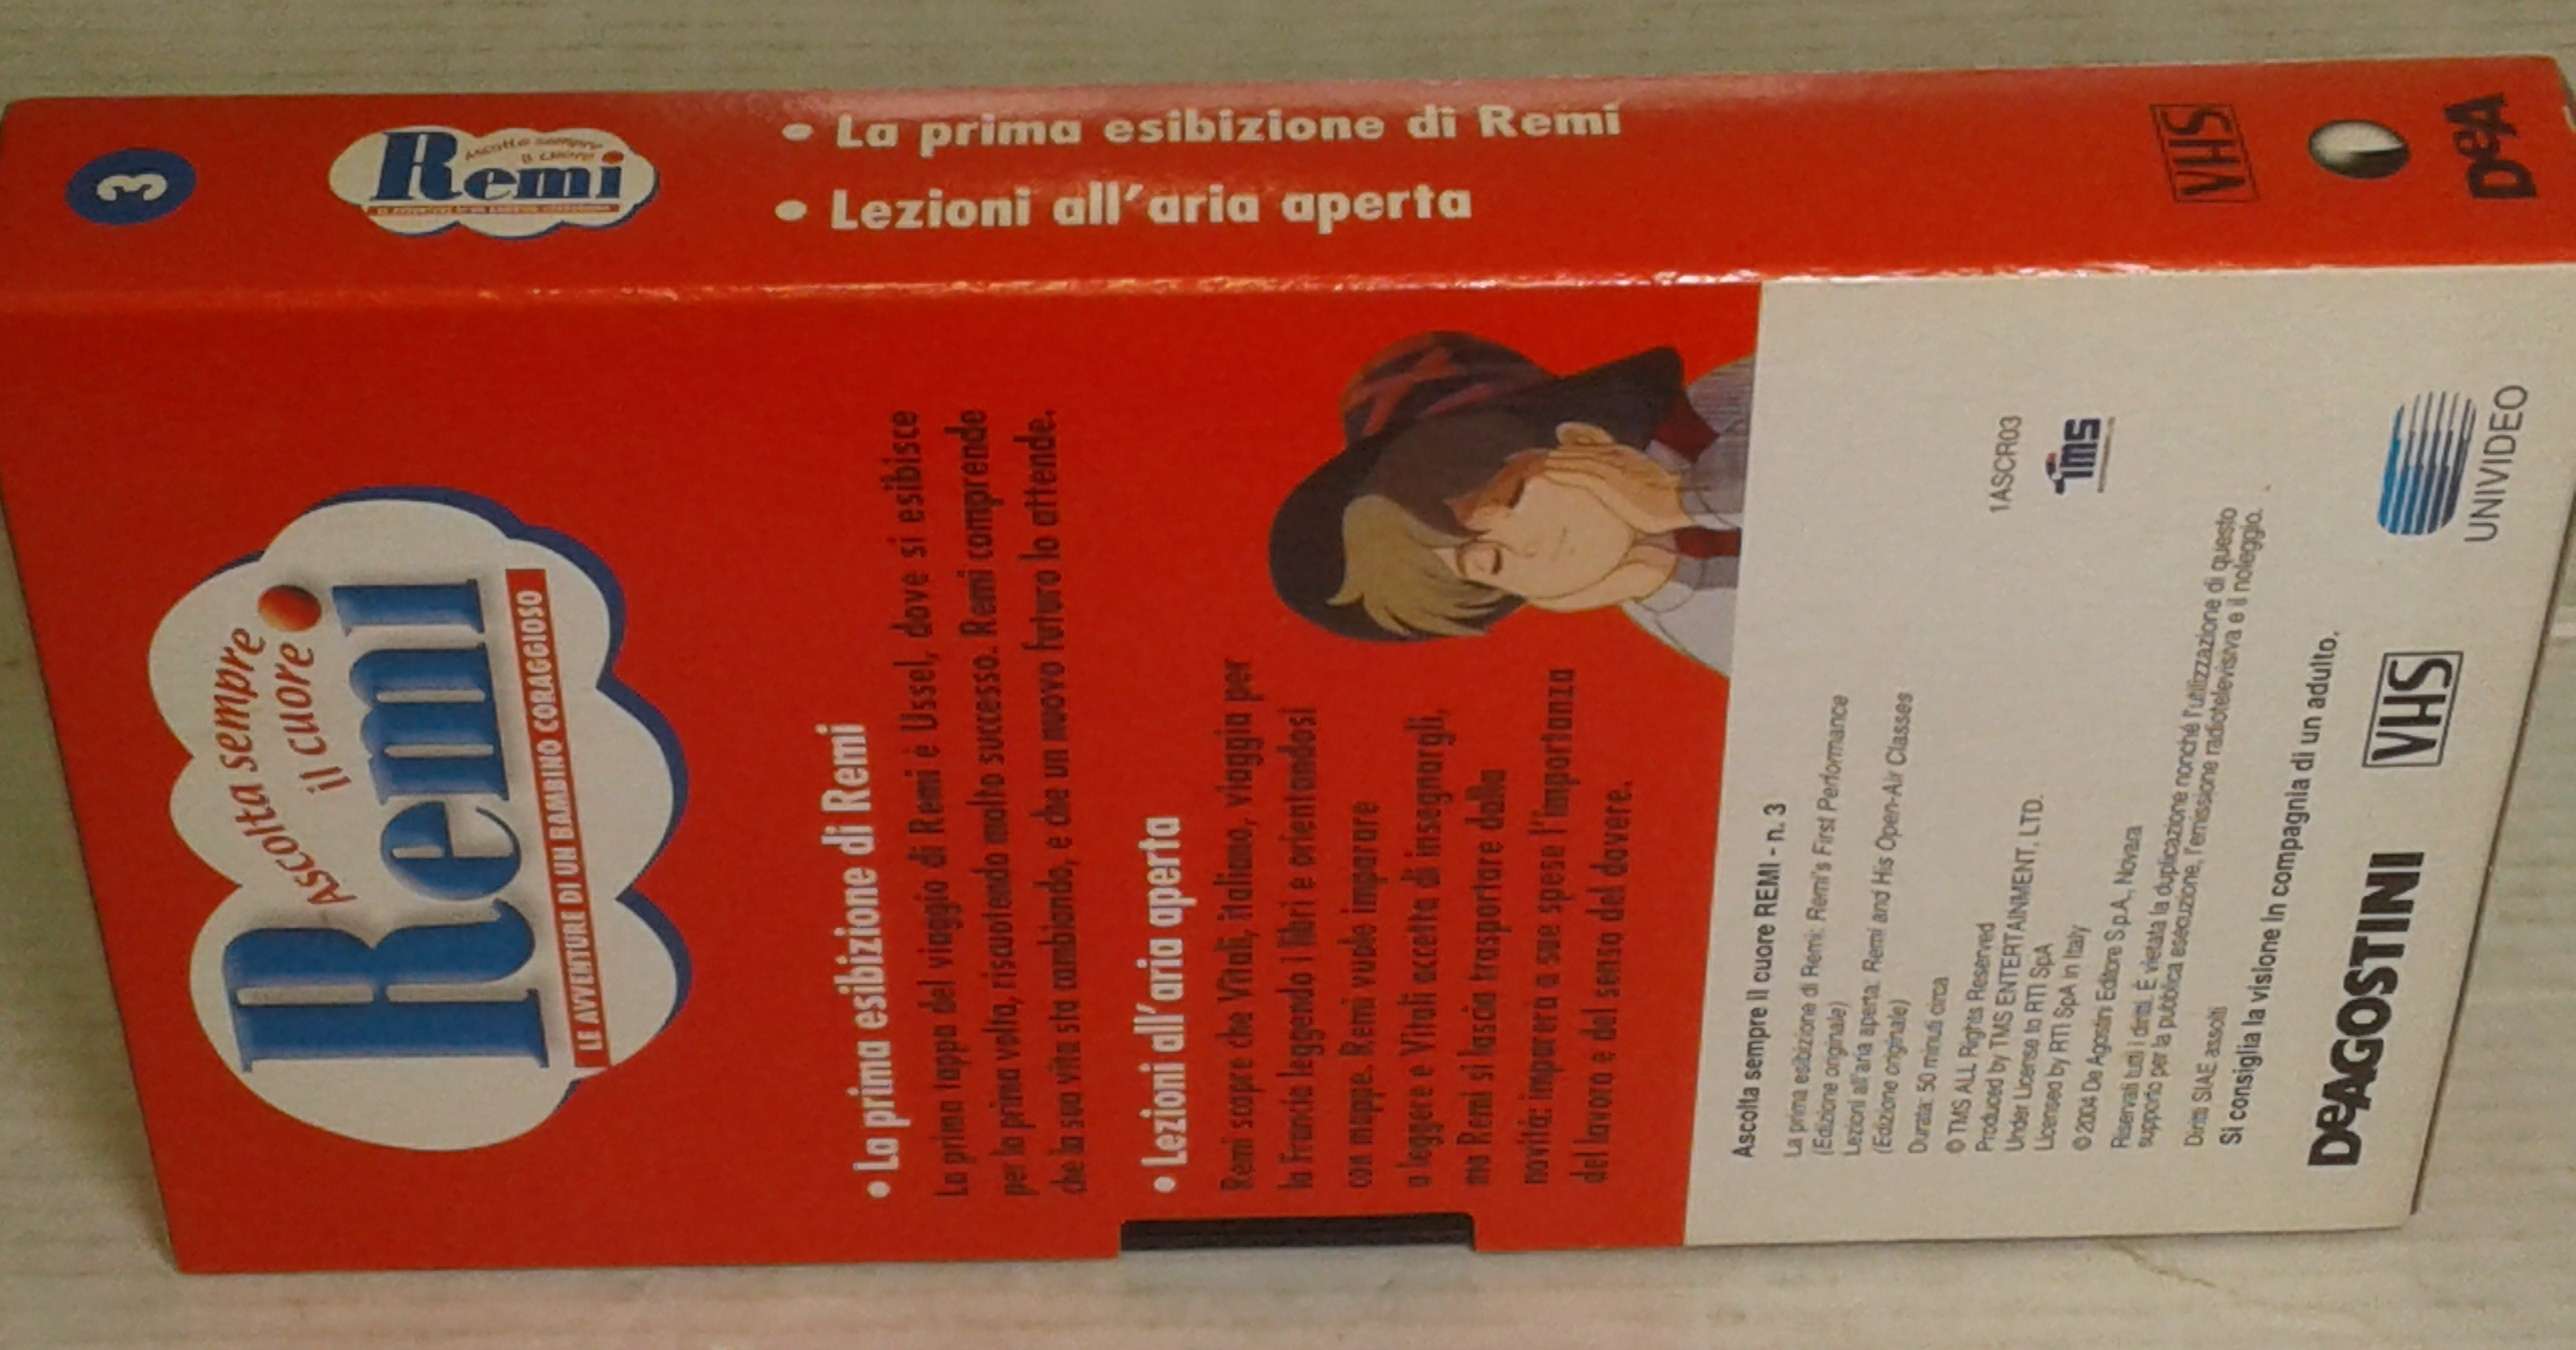 3
Ascolta sempre
il cuore
Remi
• La prima esibizione di Remi
• Lezioni all'aria aperta
VHS
DeA
Ascolta sempre
il cuore
Remi
LE AVVENTURE DI UN BAMBINO CORAGGIOSO
• La prima esibizione di Remi
La prima tappa del viaggio di Remi è Ussel, dove si esibisce
per la prima volta, riscuotendo molto successo. Remi comprende
che la sua vita sta cambiando, e che un nuovo futuro lo attende.
• Lezioni all'aria aperta
Remi scopre che Vitali, italiano, viaggia per
la Francia leggendo i libri e orientandosi
con mappe. Remi vuole imparare
a leggere e Vitali accetta di insegnargli,
ma Remi si lascia trasportare dalla
novità: imparerà a sue spese l'importanza
del lavoro e del senso del dovere.
Ascolta sempre il cuore REMI - n. 3
La prima esibizione di Remi: Remi's First Performance
(Edizione originale)
Lezioni all'aria aperta. Remi and His Open-Air Classes
(Edizione originale)
Durata: 50 minuti circa
1ASCR03
© TMS ALL Rights Reserved
Produced by TMS ENTERTAINMENT, LTD.
Under License to RTI SpA
Licensed by RTI SpA in Italy
tms
© 2004 De Agostini Editore S.p.A., Novara
Riservati tutti i diritti. È vietata la duplicazione nonché l'utilizzazione di questo
supporto per la pubblica esecuzione, l'emissione radiotelevisiva e il noleggio.
Diritti SIAE assolti
Si consiglia la visione in compagnia di un adulto.
DeAGOSTINI
VHS
UNIVIDEO